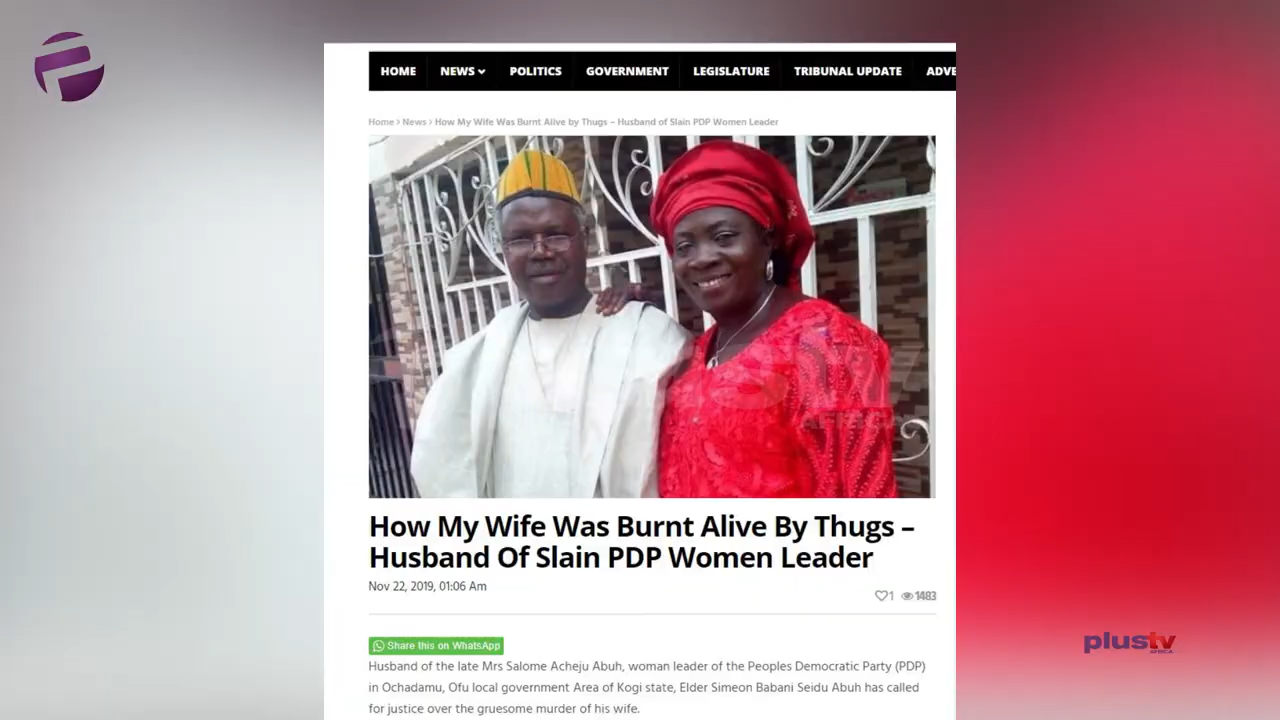 HOME NEWS POLITICS GOVERNMENT LEGISLATURE TRIBUNAL UPDATE ADVE
Home › News › How My Wife Was Burnt Alive by Thugs – Husband of Slain PDP Women Leader
How My Wife Was Burnt Alive By Thugs –
Husband Of Slain PDP Women Leader
Nov 22, 2019, 01:06 Am
1 1483
Share this on WhatsApp
Husband of the late Mrs Salome Acheju Abuh, woman leader of the Peoples Democratic Party (PDP)
in Ochadamu, Ofu local government Area of Kogi state, Elder Simeon Babani Seidu Abuh has called
for justice over the gruesome murder of his wife.
plustv
AFRICA